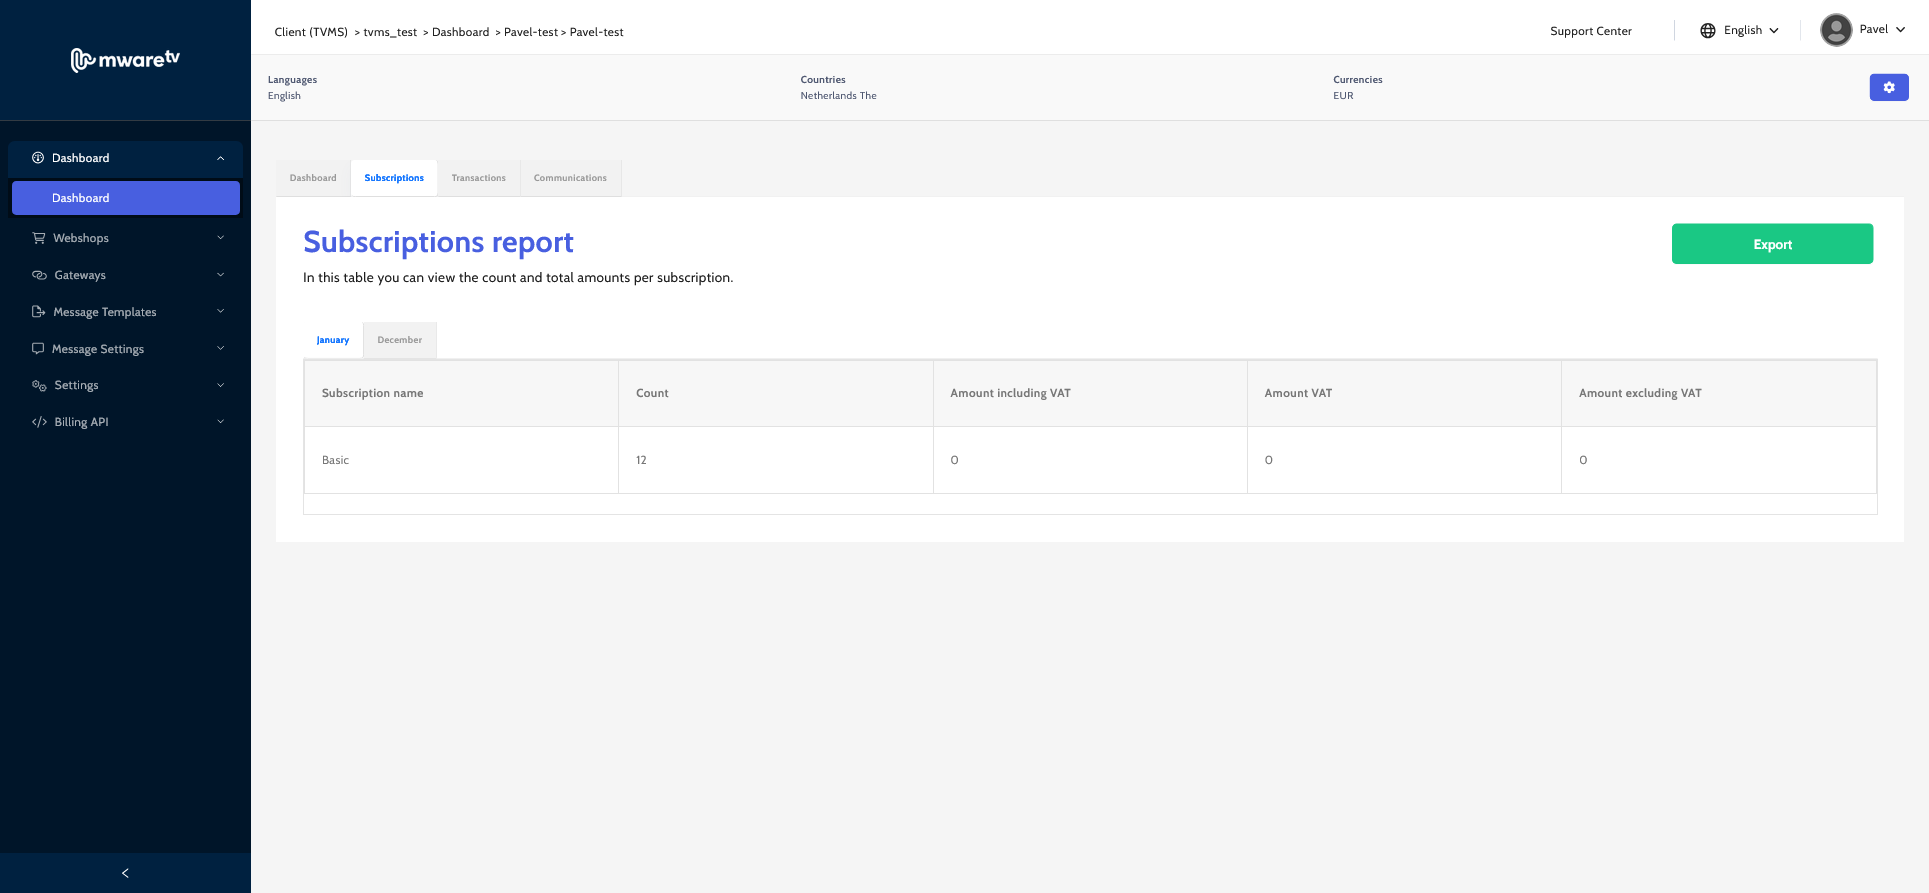 mwaretv
Client (TVMS) > tvms_test > Dashboard > Pavel-test > Pavel-test
Support Center
English
Pavel
Languages
English
Countries
Netherlands The
Currencies
EUR
Dashboard
Dashboard
Webshops
Gateways
Message Templates
Message Settings
Settings
Billing API
Dashboard Subscriptions Transactions Communications
Subscriptions report
In this table you can view the count and total amounts per subscription.
Export
January December
Subscription name Count Amount including VAT Amount VAT Amount excluding VAT
Basic 12 0 0 0